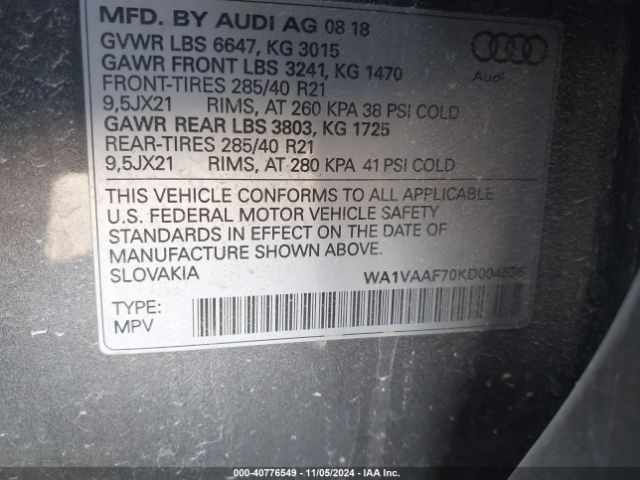 MFD. BY AUDI AG 08 18
GVWR LBS 6647, KG 3015
GAWR FRONT LBS 3241, KG 1470
FRONT-TIRES 285/40 R21
9,5JX21 RIMS, AT 260 KPA 38 PSI COLD
GAWR REAR LBS 3803, KG 1725
REAR-TIRES 285/40 R21
9,5JX21 RIMS, AT 280 KPA 41 PSI COLD
Audi
THIS VEHICLE CONFORMS TO ALL APPLICABLE
U.S. FEDERAL MOTOR VEHICLE SAFETY
STANDARDS IN EFFECT ON THE DATE OF
MANUFACTURE SHOWN ABOVE.
SLOVAKIA WA1VAAF70KD004536
TYPE:
MPV
000-40776549 - 11/05/2024 - IAA Inc.